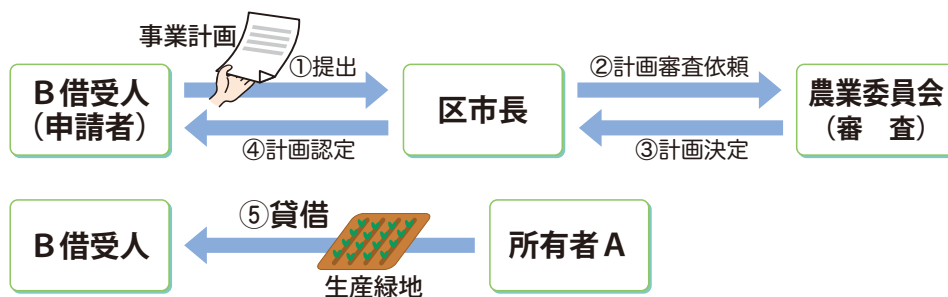 事業計画
①提出
②計画審査依頼
B借受人
(申請者)
区市長
農業委員会
(審 査)
④計画認定
③計画決定
⑤貸借
B借受人
所有者A
生産緑地